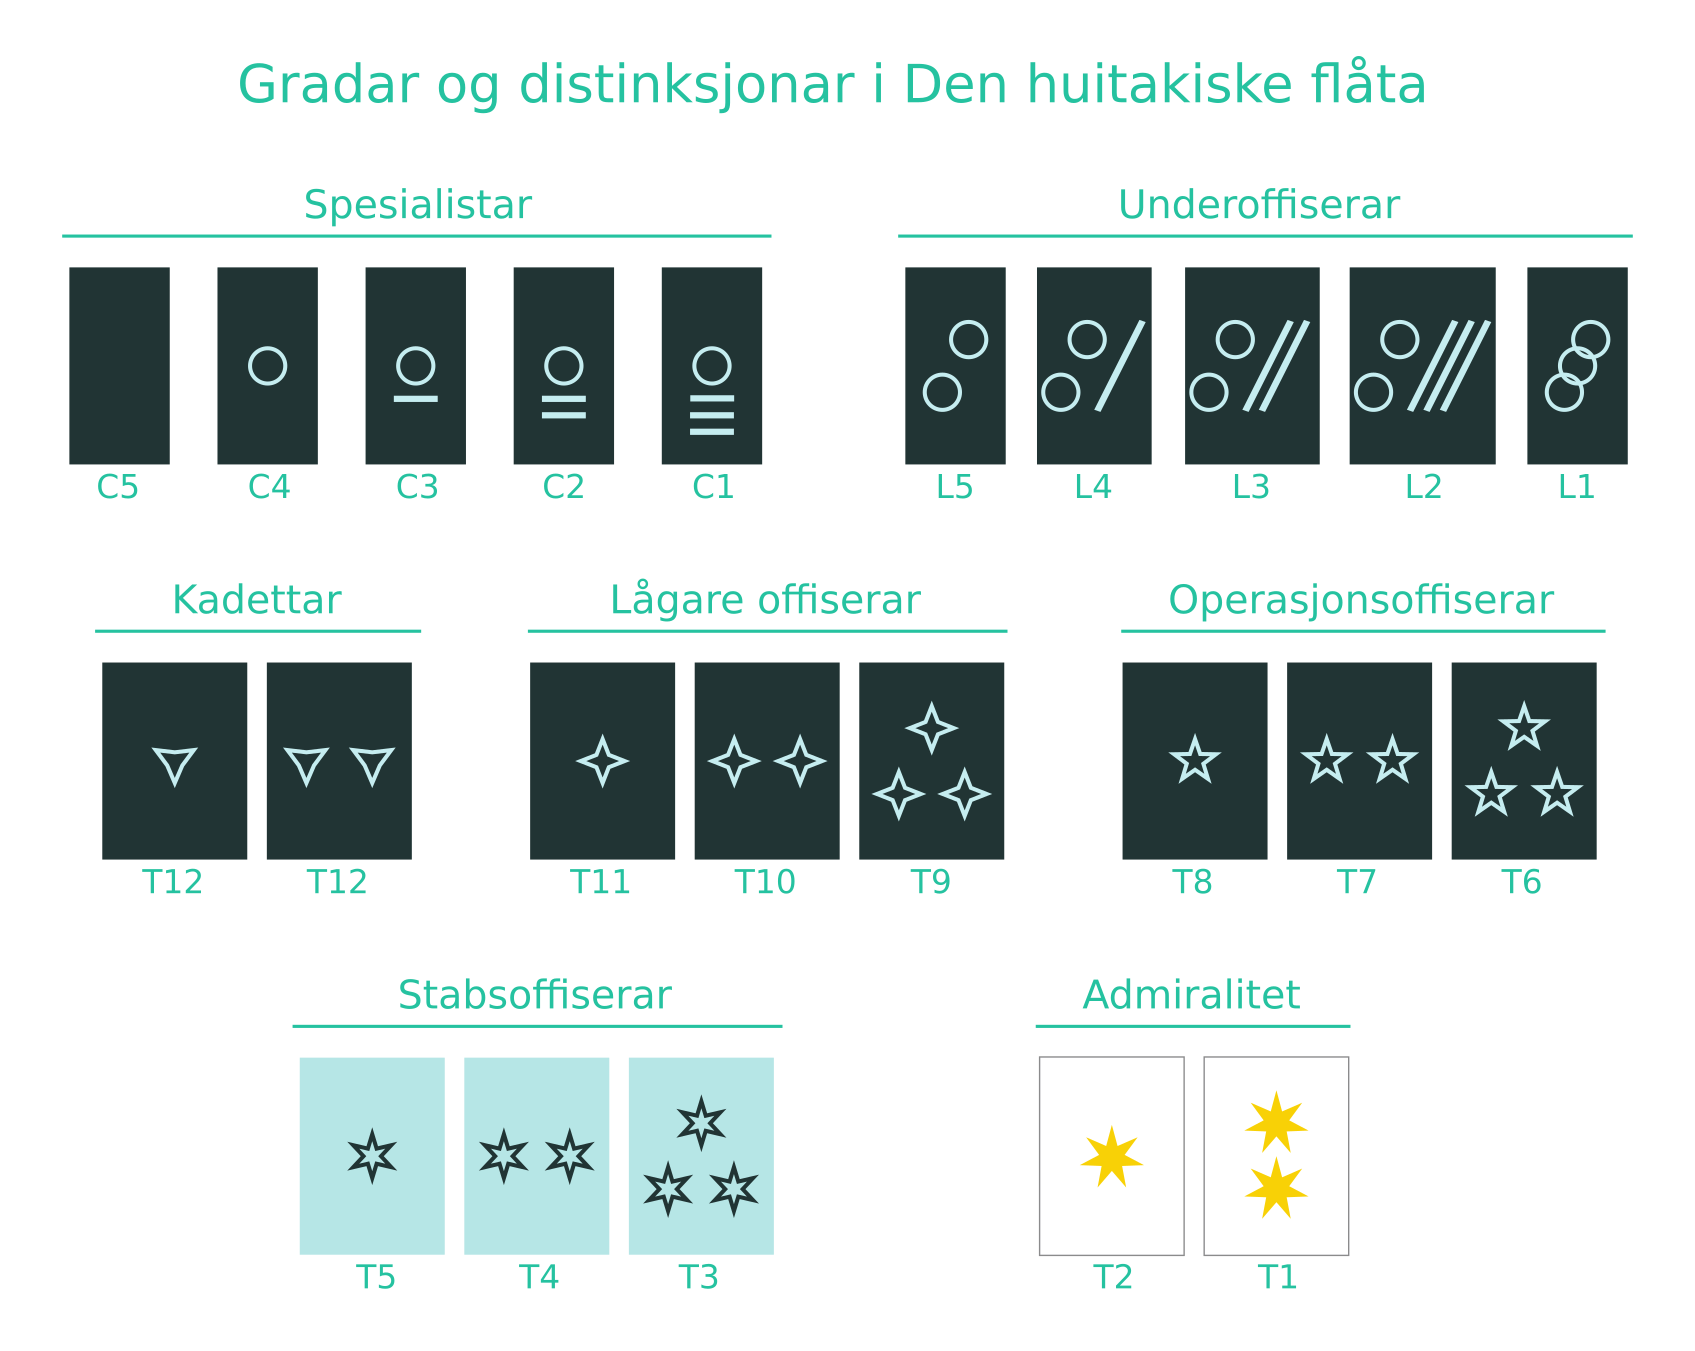 Gradar og distinksjonar i Den huitakiske flåta
Spesialistar
Underoffiserar
C5 C4 C3 C2 C1
L5 L4 L3 L2 L1
Kadettar
Lågare offiserar
Operasjonsoffiserar
T12 T12
T11 T10 T9
T8 T7 T6
Stabsoffiserar
Admiralitet
T5 T4 T3
T2 T1